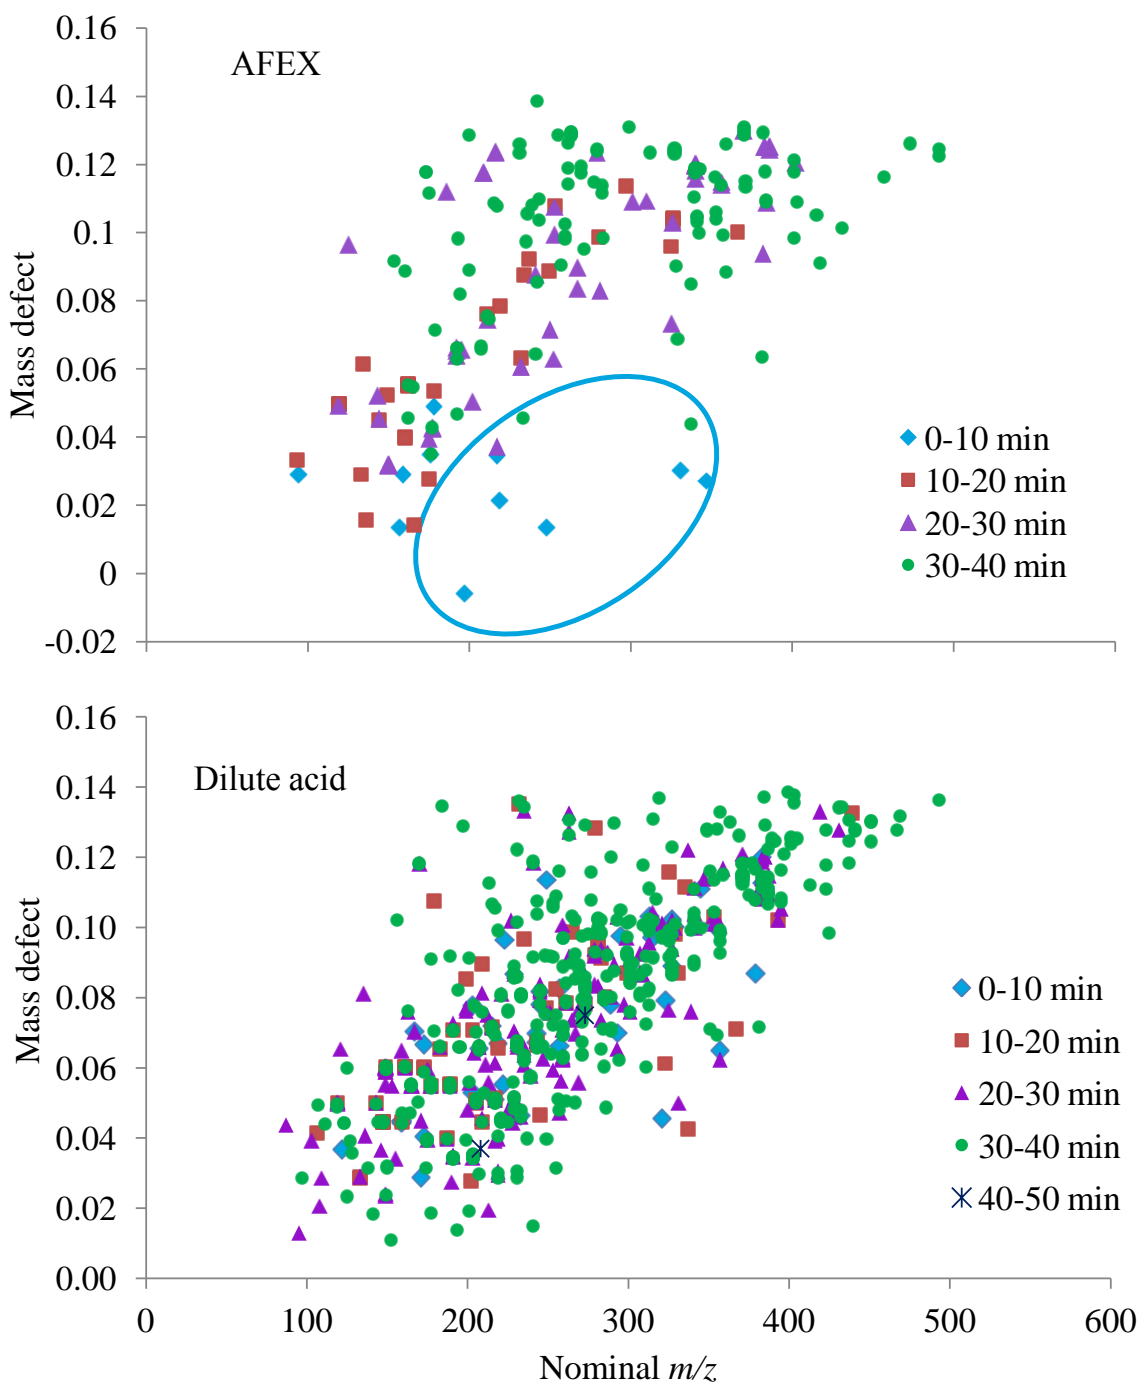 0.16
AFEX
0.14
0.12
0.1
0.08
0.06
0.04
0.02
0
-0.02
Mass defect
0-10 min
10-20 min
20-30 min
30-40 min
0.16
Dilute acid
0.14
0.12
0.10
0.08
0.06
0.04
0.02
0.00
Mass defect
0-10 min
10-20 min
20-30 min
30-40 min
40-50 min
0 100 200 300 400 500 600
Nominal m/z